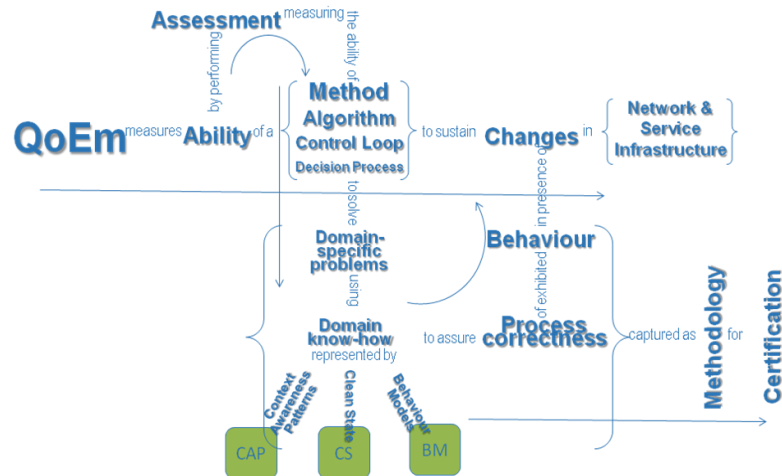 Assessment measuring
by performing
the ability of
QoEm measures Ability of a
Method
Algorithm
Control Loop
Decision Process
to sustain Changes in
Network &
Service
Infrastructure
to solve
in presence of
Domain-
specific
problems
Behaviour
using
of exhibited
Domain
know-how
to assure
Process
correctness
captured as
Methodology
for
Certification
represented by
Context
Awareness
Patterns
Clean State
Behaviour
Models
CAP
CS
BM